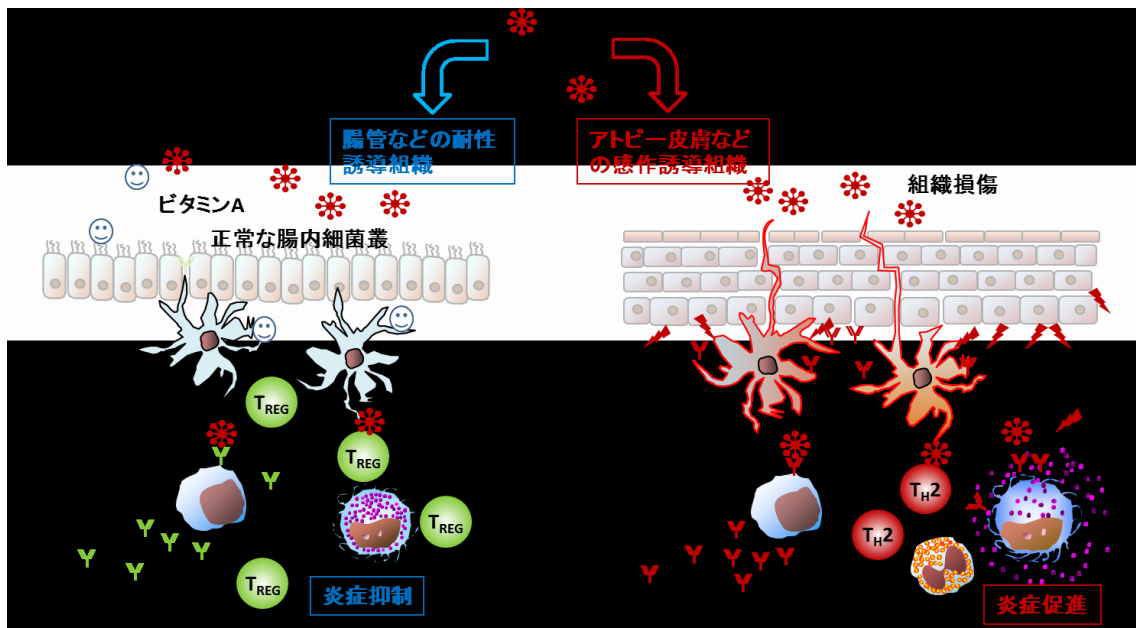 腸管などの耐性
誘導組織
アトピー皮膚など
の感作誘導組織
ビタミンA
正常な腸内細菌叢
組織損傷
TREG
TREG
TREG
TREG
炎症抑制
TH2
TH2
炎症促進